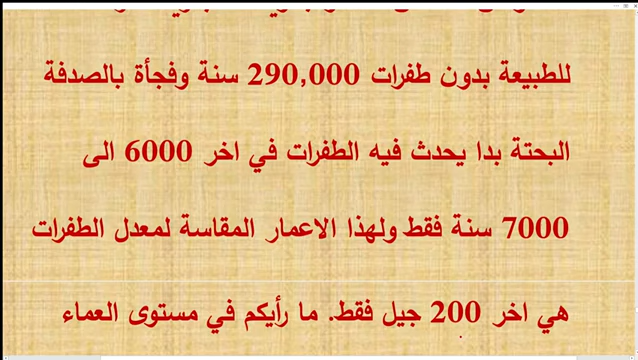 للطبيعة بدون طفرات 290,000 سنة وفجأة بالصدفة
البحتة بدا يحدث فيه الطفرات في اخر 6000 الى
7000 سنة فقط ولهذا الاعمار المقاسة لمعدل الطفرات
هي اخر 200 جيل فقط. ما رأيكم في مستوى العماء